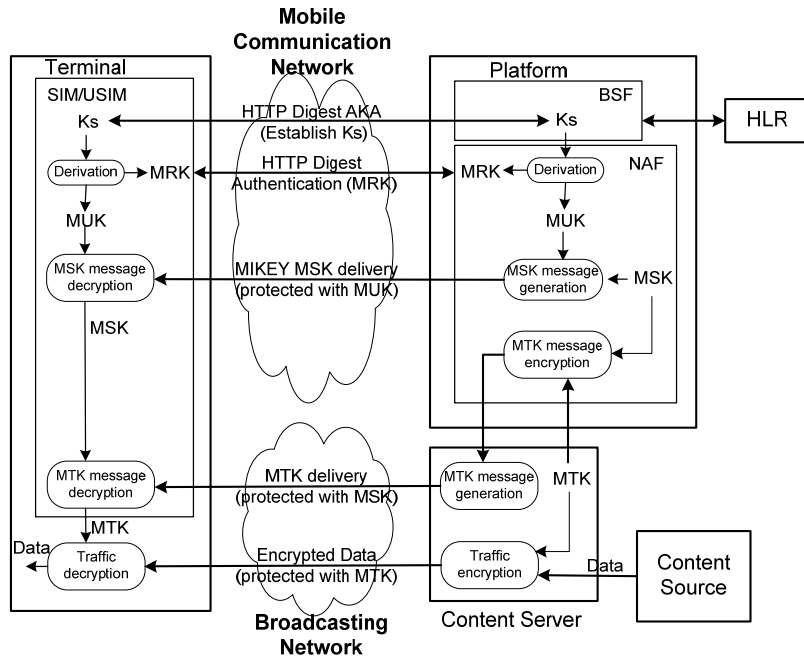 Mobile
Communication
Network
Terminal
SIM/USIM
Ks
Derivation
MRK
MUK
MSK message
decryption
MSK
MTK message
decryption
MTK
Traffic
decryption
Data
HTTP Digest AKA
(Establish Ks)
HTTP Digest
Authentication (MRK)
MIKEY MSK delivery
(protected with MUK)
MTK delivery
(protected with MSK)
Encrypted Data
(protected with MTK)
Broadcasting
Network
Platform
BSF
Ks
HLR
NAF
MRK
Derivation
MUK
MSK message
generation
MSK
MTK message
encryption
MTK message
generation
MTK
Traffic
encryption
Data
Content Server
Content
Source